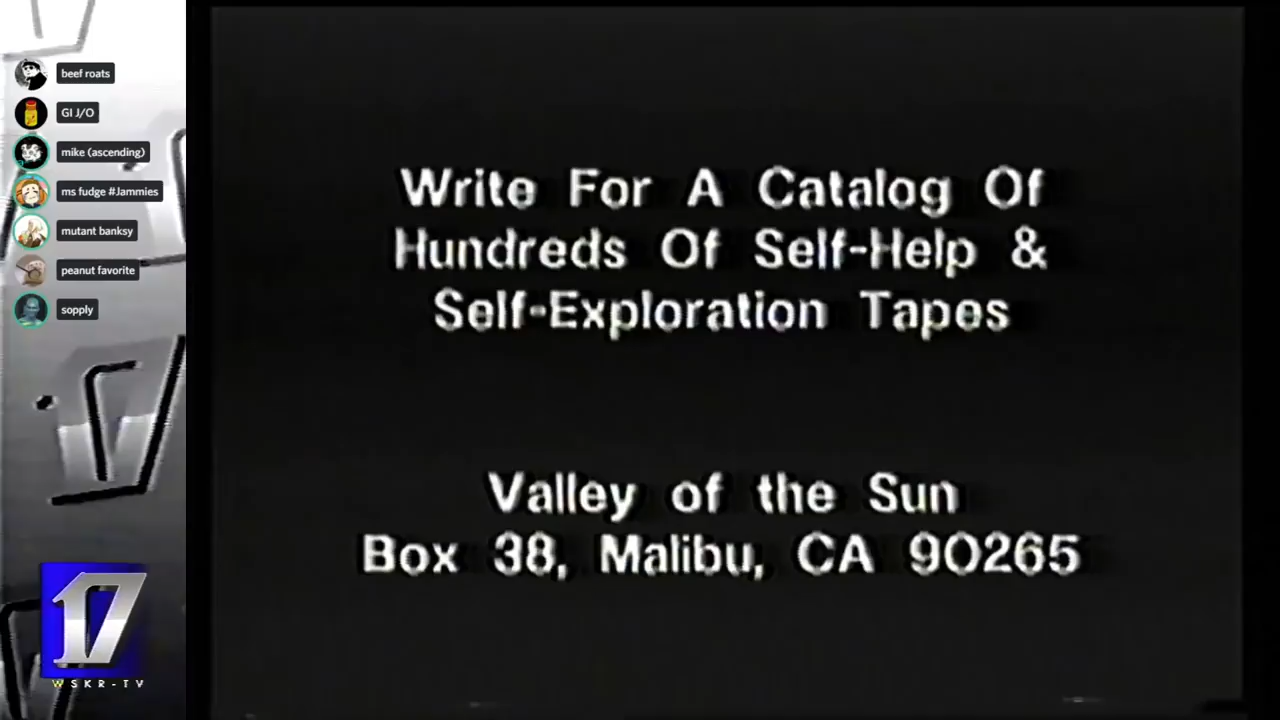 beef roats
GI J/O
mike (ascending)
ms fudge #Jammies
mutant banksy
peanut favorite
sopply
17
WSKR-TV
Write For A Catalog Of
Hundreds Of Self-Help &
Self-Exploration Tapes
Valley of the Sun
Box 38, Malibu, CA 90265